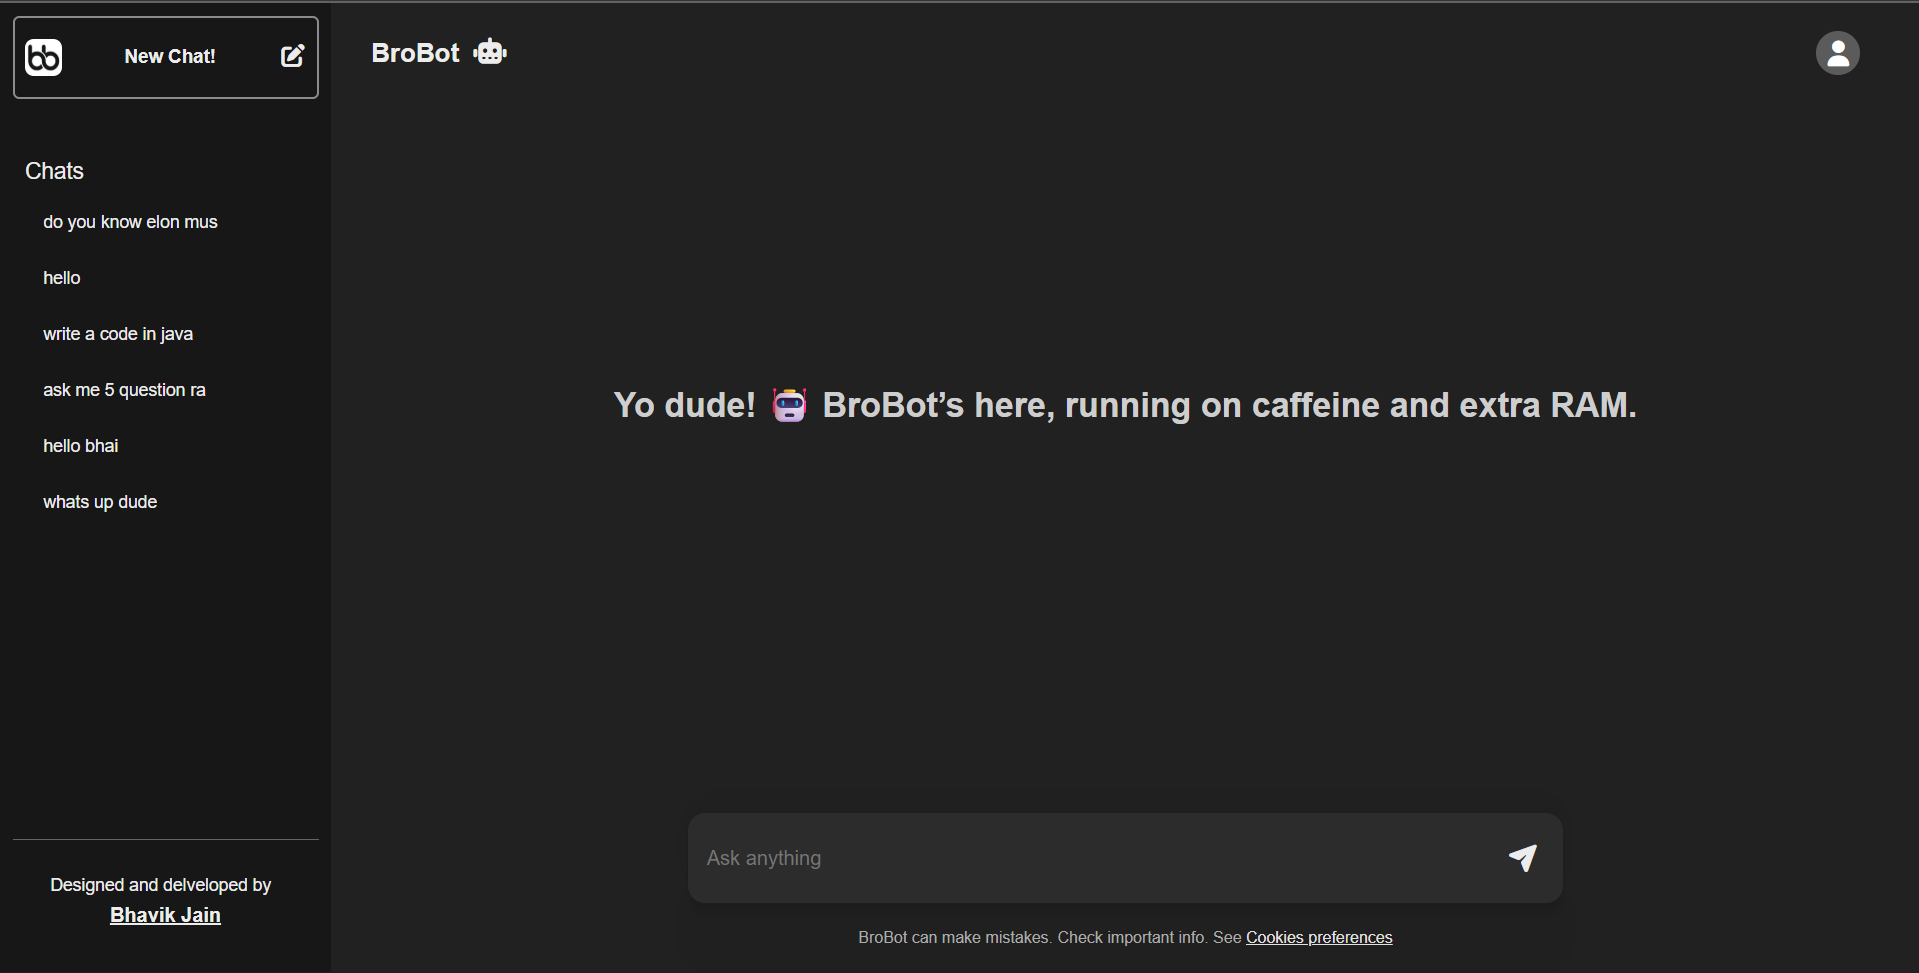 bb
New Chat!
BroBot
Chats
do you know elon mus
hello
write a code in java
ask me 5 question ra
hello bhai
whats up dude
Designed and delveloped by
Bhavik Jain
Yo dude! BroBot’s here, running on caffeine and extra RAM.
Ask anything
BroBot can make mistakes. Check important info. See Cookies preferences